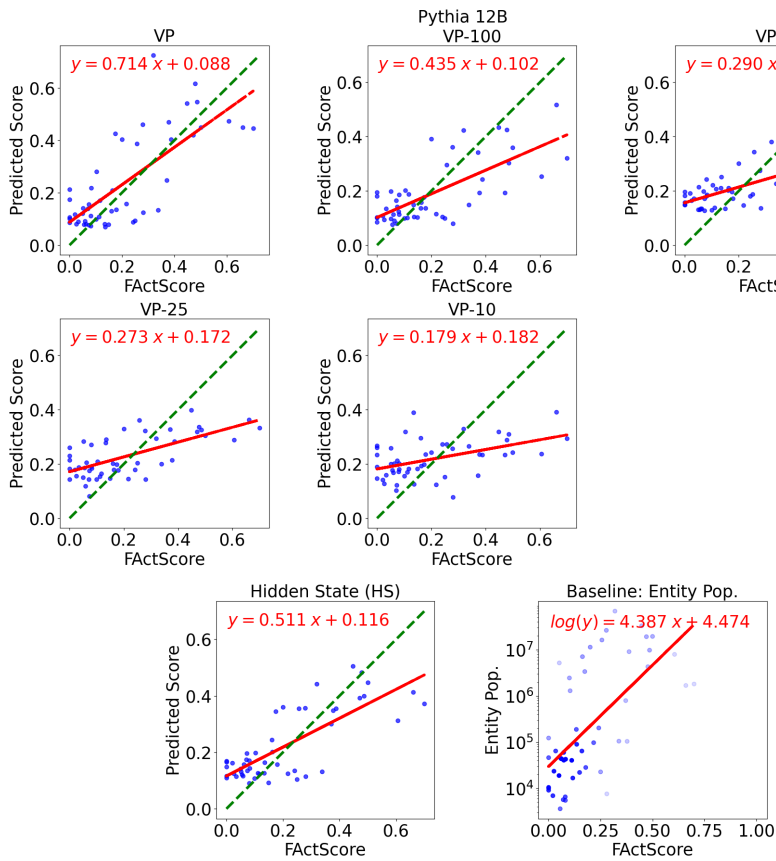 Pythia 12B
VP
VP-100
VP
y = 0.714 x + 0.088
y = 0.435 x + 0.102
y = 0.290 x
Predicted Score
Predicted Score
Predicted Score
0.6
0.4
0.2
0.0
0.6
0.4
0.2
0.0
0.6
0.4
0.2
0.0
0.0 0.2 0.4 0.6
0.0 0.2 0.4 0.6
0.0 0.2
FActScore
FActScore
FActS
VP-25
VP-10
y = 0.273 x + 0.172
y = 0.179 x + 0.182
Predicted Score
Predicted Score
0.6
0.4
0.2
0.0
0.6
0.4
0.2
0.0
0.0 0.2 0.4 0.6
0.0 0.2 0.4 0.6
FActScore
FActScore
Hidden State (HS)
Baseline: Entity Pop.
y = 0.511 x + 0.116
log(y) = 4.387 x + 4.474
Predicted Score
Entity Pop.
0.6
0.4
0.2
0.0
10⁷
10⁶
10⁵
10⁴
0.0 0.2 0.4 0.6
0.00 0.25 0.50 0.75 1.00
FActScore
FActScore